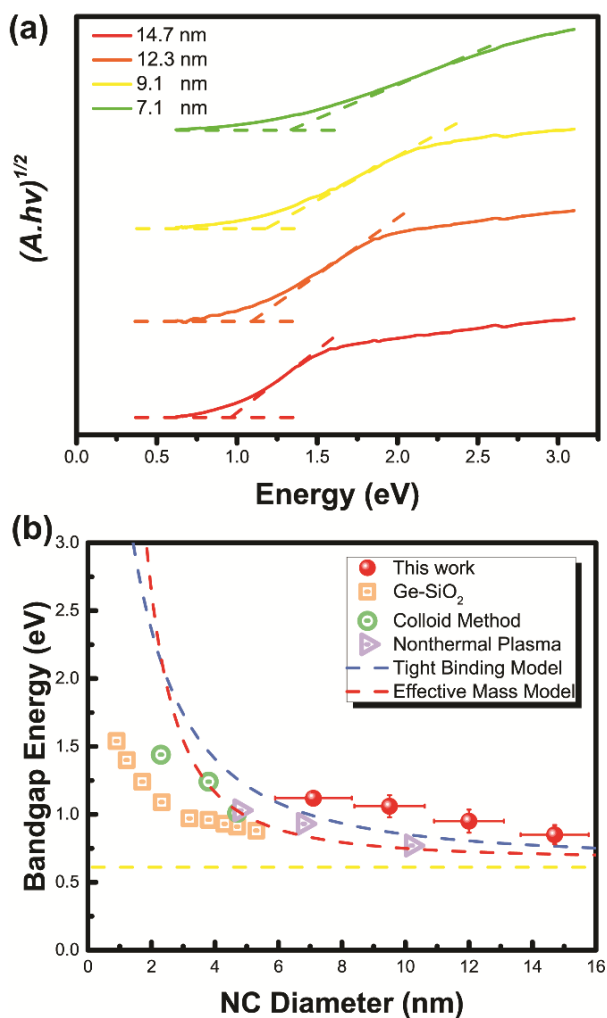 (a)
14.7 nm
12.3 nm
9.1 nm
7.1 nm
(A.hν)1/2
0.0 0.5 1.0 1.5 2.0 2.5 3.0
Energy (eV)
(b)
3.0
2.5
2.0
1.5
1.0
0.5
0.0
Bandgap Energy (eV)
This work
Ge-SiO2
Colloid Method
Nonthermal Plasma
Tight Binding Model
Effective Mass Model
0 2 4 6 8 10 12 14 16
NC Diameter (nm)